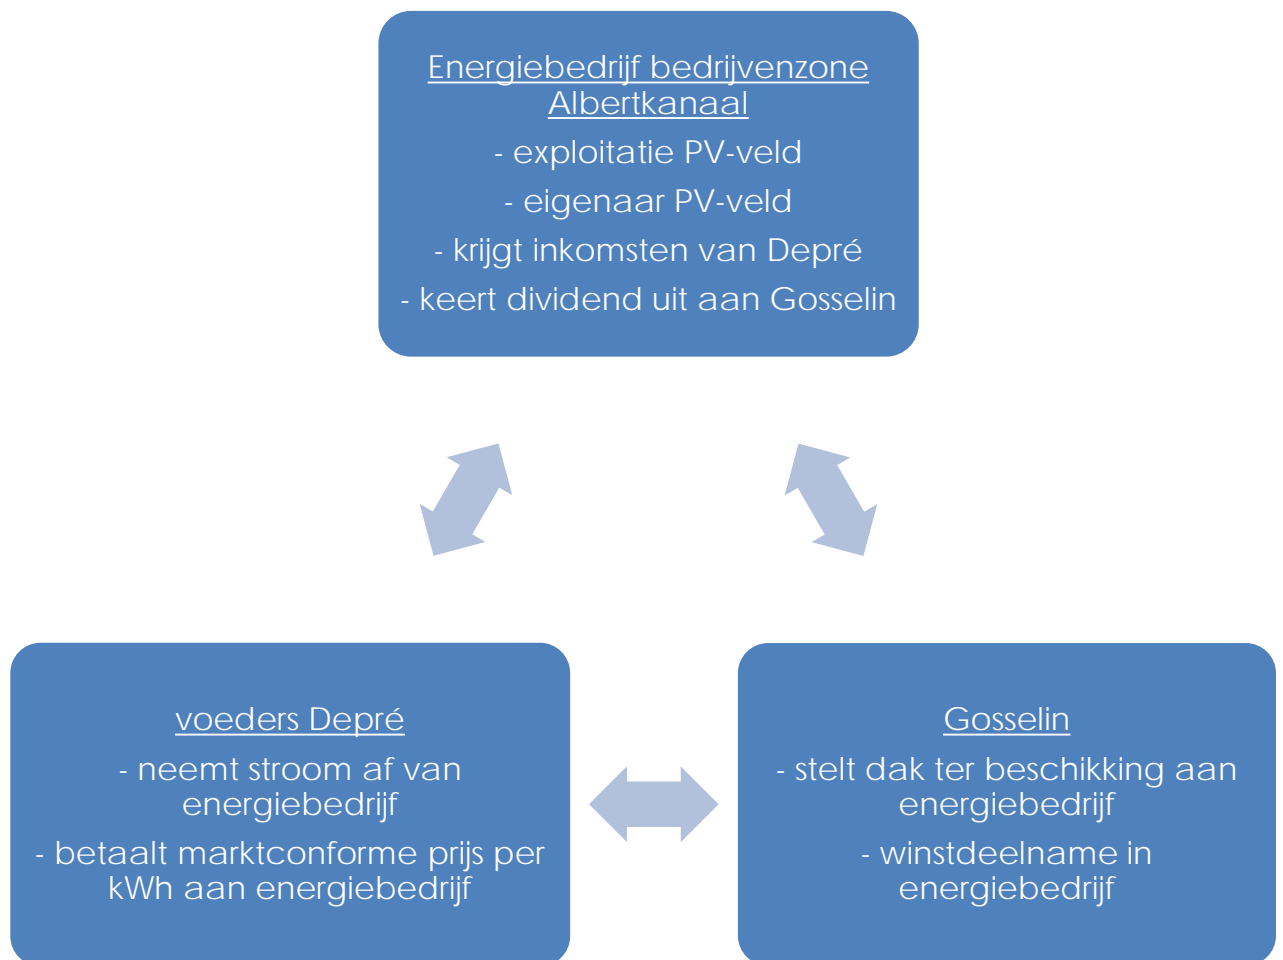 Energiebedrijf bedrijvenzone
Albertkanaal
- exploitatie PV-veld
- eigenaar PV-veld
- krijgt inkomsten van Depré
- keert dividend uit aan Gosselin
voeders Depré
- neemt stroom af van
energiebedrijf
- betaalt marktconforme prijs per
kWh aan energiebedrijf
Gosselin
- stelt dak ter beschikking aan
energiebedrijf
- winstdeelname in
energiebedrijf